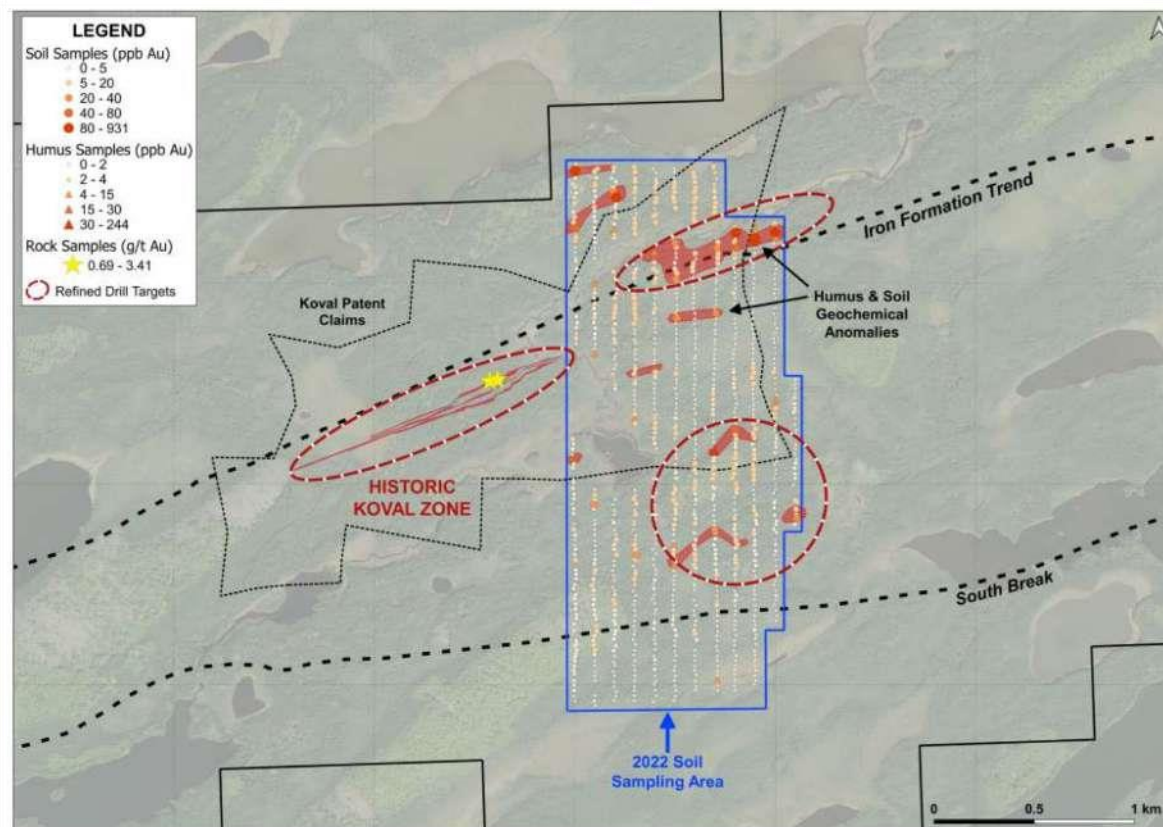 LEGEND
Soil Samples (ppb Au)
0 - 5
5 - 20
20 - 40
40 - 80
80 - 931
Humus Samples (ppb Au)
0 - 2
2 - 4
4 - 15
15 - 30
30 - 244
Rock Samples (g/t Au)
0.69 - 3.41
Refined Drill Targets
Koval Patent
Claims
Iron Formation Trend
Humus & Soil
Geochemical
Anomalies
HISTORIC
KOVAL ZONE
South Break
2022 Soil
Sampling Area
0 0.5 1 km